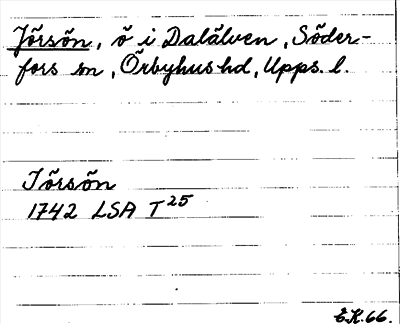 Jörsön, ö i Dalälven, Söder-
fors sn, Örbyhus hd, Upps. l.
Jörsön
1742 LSA T25
E.K. 66.